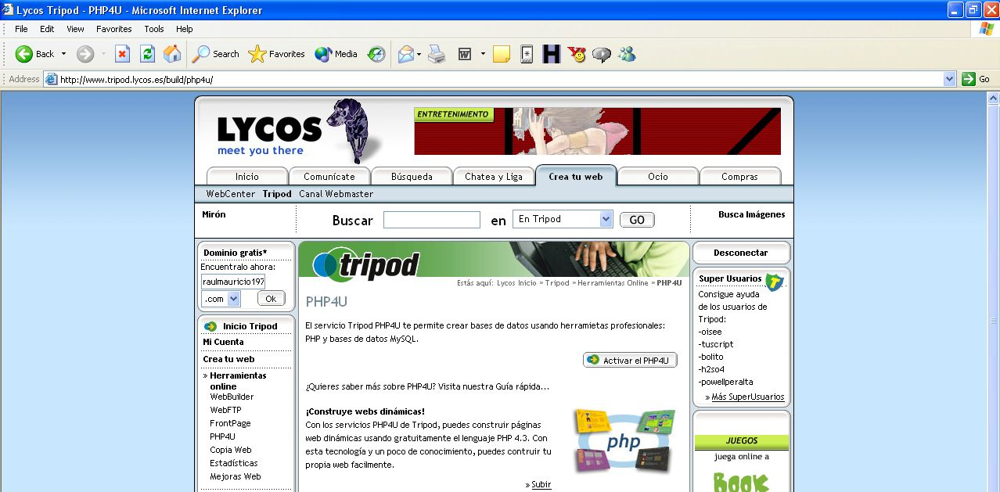 Lycos Tripod - PHP4U - Microsoft Internet Explorer
File Edit View Favorites Tools Help
Back Search Favorites Media
Address http://www.tripod.lycos.es/build/php4u/ Go
LYCOS
meet you there
ENTRETENIMIENTO
Inicio Comunícate Búsqueda Chatea y Liga Crea tu web Ocio Compras
WebCenter Tripod Canal Webmaster
Mirón
Buscar en En Tripod GO
Busca Imágenes
Dominio gratis*
Encuentralo ahora:
raulmauricio197
.com Ok
Inicio Tripod
Mi Cuenta
Crea tu web
» Herramientas
online
WebBuilder
WebFTP
FrontPage
PHP4U
Copia Web
Estadísticas
Mejoras Web
tripod
Estás aquí: Lycos Inicio » Tripod » Herramientas Online » PHP4U
PHP4U
El servicio Tripod PHP4U te permite crear bases de datos usando herramietas profesionales:
PHP y bases de datos MySQL.
Activar el PHP4U
¿Quieres saber más sobre PHP4U? Visita nuestra Guía rápida...
¡Construye webs dinámicas!
Con los servicios PHP4U de Tripod, puedes construir páginas
web dinámicas usando gratuitamente el lenguaje PHP 4.3. Con
esta tecnología y un poco de conocimiento, puedes contruir tu
propia web facilmente.
php
» Subir
Desconectar
Super Usuarios
Consigue ayuda
de los usuarios de
Tripod:
-oisee
-tuscript
-bolito
-h2so4
-powellperalta
» Más SuperUsuarios
JUEGOS
juega online a
Book